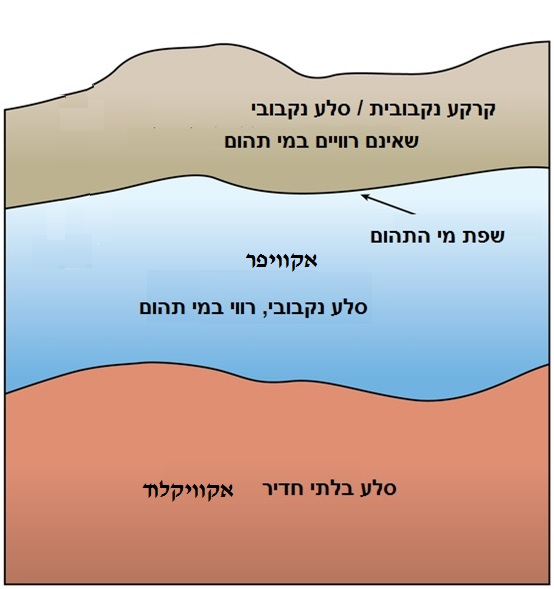 קרקע נקבובית / סלע נקבובי
שאינם רוויים במי תהום
שפת מי התהום
אקוויפר
סלע נקבובי, רווי במי תהום
סלע בלתי חדיר אקוויקלוד